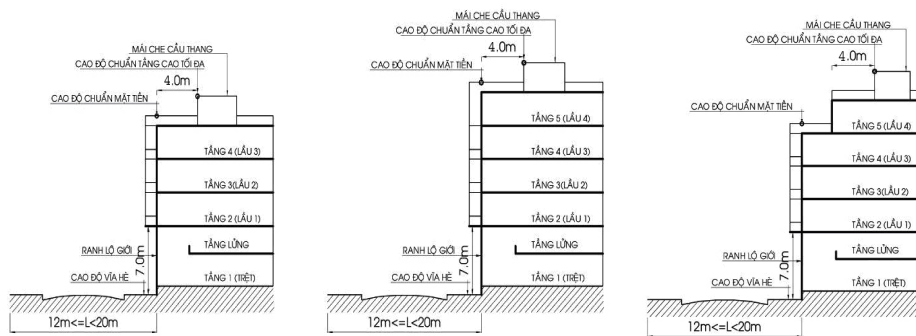 MÁI CHE CẦU THANG
CAO ĐỘ CHUẨN TẦNG CAO TỐI ĐA
4.0m
CAO ĐỘ CHUẨN MẶT TIỀN
TẦNG 4 (LẦU 3)
TẦNG 3(LẦU 2)
TẦNG 2 (LẦU 1)
RANH LỘ GIỚI
TẦNG LỬNG
7.0m
CAO ĐỘ VỈA HÈ
TẦNG 1 (TRỆT)
12m<=L<20m
MÁI CHE CẦU THANG
CAO ĐỘ CHUẨN TẦNG CAO TỐI ĐA
4.0m
CAO ĐỘ CHUẨN MẶT TIỀN
TẦNG 5 (LẦU 4)
TẦNG 4 (LẦU 3)
TẦNG 3(LẦU 2)
TẦNG 2 (LẦU 1)
RANH LỘ GIỚI
TẦNG LỬNG
7.0m
CAO ĐỘ VỈA HÈ
TẦNG 1 (TRỆT)
12m<=L<20m
MÁI CHE CẦU THANG
CAO ĐỘ CHUẨN TẦNG CAO TỐI ĐA
4.0m
CAO ĐỘ CHUẨN MẶT TIỀN
TẦNG 5 (LẦU 4)
TẦNG 4 (LẦU 3)
TẦNG 3(LẦU 2)
TẦNG 2 (LẦU 1)
RANH LỘ GIỚI
TẦNG LỬNG
7.0m
CAO ĐỘ VỈA HÈ
TẦNG 1 (TRỆT)
12m<=L<20m